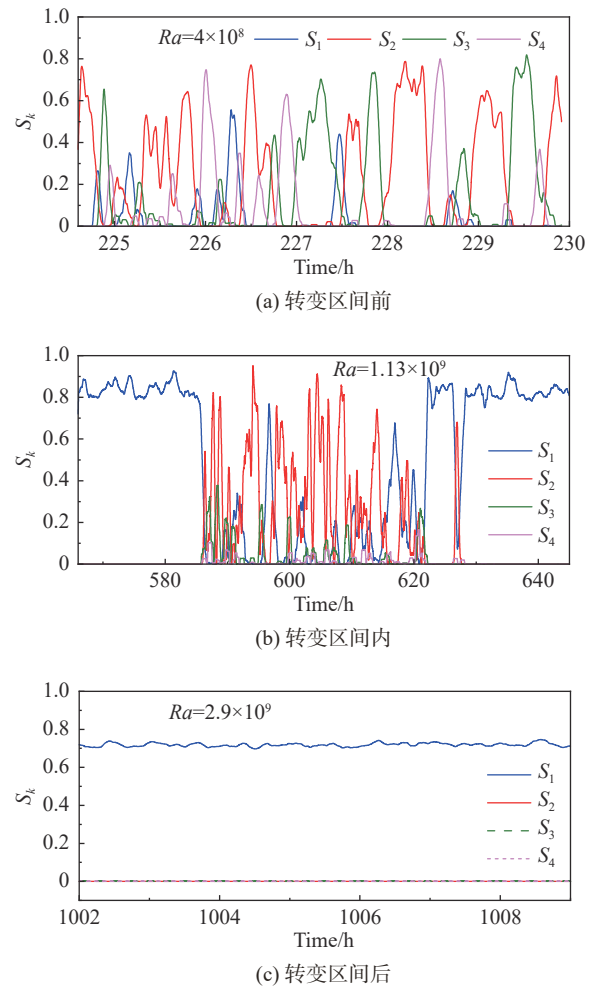 Ra=4×10⁸ S₁ S₂ S₃ S₄
1.0
0.8
0.6
0.4
0.2
0
Sₖ
225 226 227 228 229 230
Time/h
(a) 转变区间前
Ra=1.13×10⁹
1.0
0.8
0.6
0.4
0.2
0
Sₖ
S₁
S₂
S₃
S₄
580 600 620 640
Time/h
(b) 转变区间内
Ra=2.9×10⁹
1.0
0.8
0.6
0.4
0.2
0
Sₖ
S₁
S₂
S₃
S₄
1002 1004 1006 1008
Time/h
(c) 转变区间后